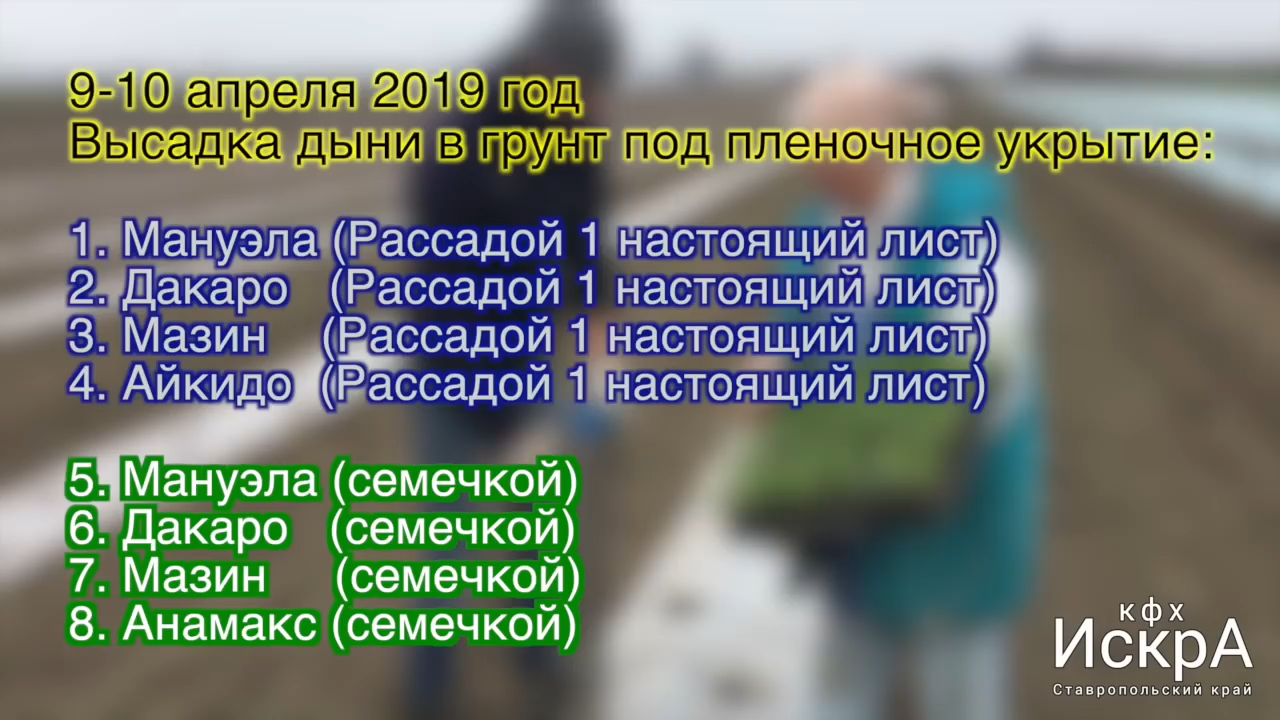 9-10 апреля 2019 год
Высадка дыни в грунт под пленочное укрытие:
1. Мануэла (Рассадой 1 настоящий лист)
2. Дакаро (Рассадой 1 настоящий лист)
3. Мазин (Рассадой 1 настоящий лист)
4. Айкидо (Рассадой 1 настоящий лист)
5. Мануэла (семечкой)
6. Дакаро (семечкой)
7. Мазин (семечкой)
8. Анамакс (семечкой)
кфх
ИскрА
Ставропольский край